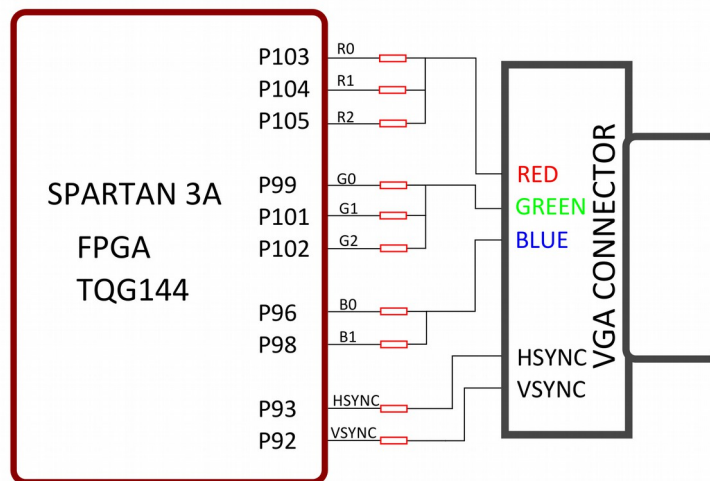 P103 R0
P104 R1
P105 R2
SPARTAN 3A
FPGA
TQG144
P99 G0
P101 G1
P102 G2
P96 B0
P98 B1
P93 HSYNC
P92 VSYNC
RED
GREEN
BLUE
HSYNC
VSYNC
VGA CONNECTOR